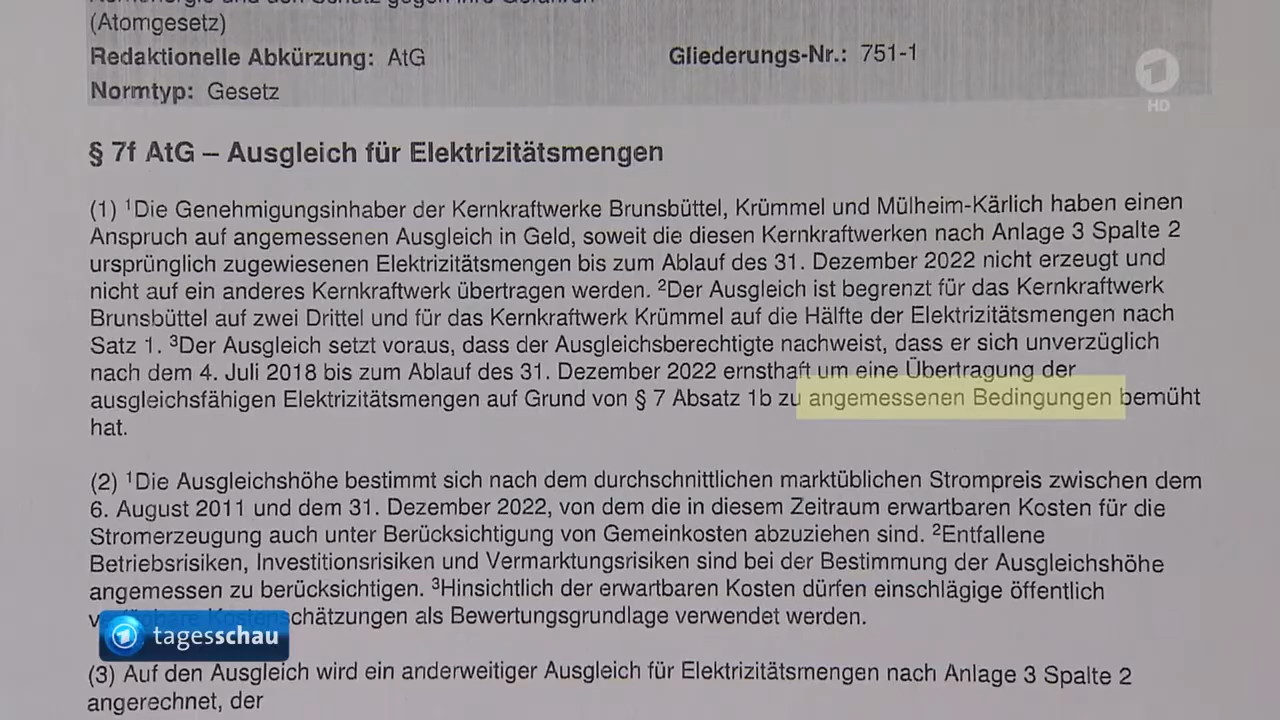 (Atomgesetz)
Redaktionelle Abkürzung: AtG
Gliederungs-Nr.: 751-1
Normtyp: Gesetz
1
HD
§ 7f AtG – Ausgleich für Elektrizitätsmengen
(1) ¹Die Genehmigungsinhaber der Kernkraftwerke Brunsbüttel, Krümmel und Mülheim-Kärlich haben einen
Anspruch auf angemessenen Ausgleich in Geld, soweit die diesen Kernkraftwerken nach Anlage 3 Spalte 2
ursprünglich zugewiesenen Elektrizitätsmengen bis zum Ablauf des 31. Dezember 2022 nicht erzeugt und
nicht auf ein anderes Kernkraftwerk übertragen werden. ²Der Ausgleich ist begrenzt für das Kernkraftwerk
Brunsbüttel auf zwei Drittel und für das Kernkraftwerk Krümmel auf die Hälfte der Elektrizitätsmengen nach
Satz 1. ³Der Ausgleich setzt voraus, dass der Ausgleichsberechtigte nachweist, dass er sich unverzüglich
nach dem 4. Juli 2018 bis zum Ablauf des 31. Dezember 2022 ernsthaft um eine Übertragung der
ausgleichsfähigen Elektrizitätsmengen auf Grund von § 7 Absatz 1b zu angemessenen Bedingungen bemüht
hat.
(2) ¹Die Ausgleichshöhe bestimmt sich nach dem durchschnittlichen marktüblichen Strompreis zwischen dem
6. August 2011 und dem 31. Dezember 2022, von dem die in diesem Zeitraum erwartbaren Kosten für die
Stromerzeugung auch unter Berücksichtigung von Gemeinkosten abzuziehen sind. ²Entfallene
Betriebsrisiken, Investitionsrisiken und Vermarktungsrisiken sind bei der Bestimmung der Ausgleichshöhe
angemessen zu berücksichtigen. ³Hinsichtlich der erwartbaren Kosten dürfen einschlägige öffentlich
verfügbare Kostenschätzungen als Bewertungsgrundlage verwendet werden.
1 tagesschau
(3) Auf den Ausgleich wird ein anderweitiger Ausgleich für Elektrizitätsmengen nach Anlage 3 Spalte 2
angerechnet, der